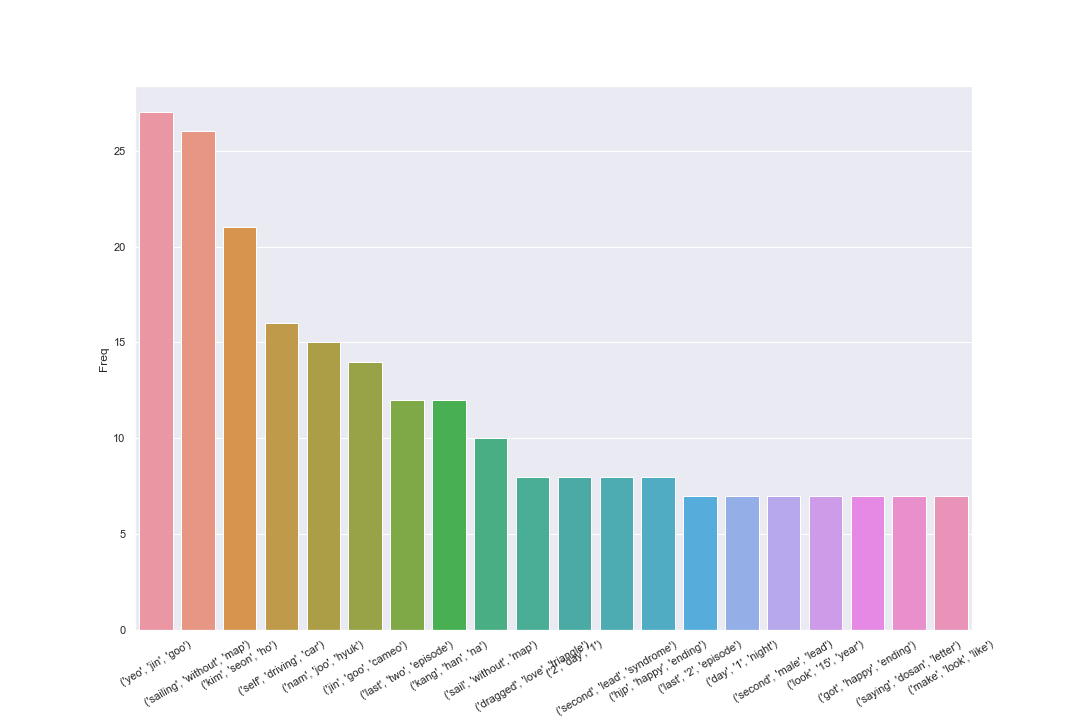 25
20
15
10
5
0
Freq
('yeo', 'jin', 'goo')
('sailing', 'without', 'map')
('kim', 'seon', 'ho')
('self', 'driving', 'car')
('nam', 'joo', 'hyuk')
('jin', 'goo', 'cameo')
('last', 'two', 'episode')
('kang', 'han', 'na')
('sail', 'without', 'map')
('dragged', 'love', 'triangle')
('2', 'day', '1')
('second', 'lead', 'syndrome')
('hjp', 'happy', 'ending')
('last', '2', 'episode')
('day', '1', 'night')
('second', 'male', 'lead')
('look', '15', 'year')
('got', 'happy', 'ending')
('saying', 'dosan', 'letter')
('make', 'look', 'like')